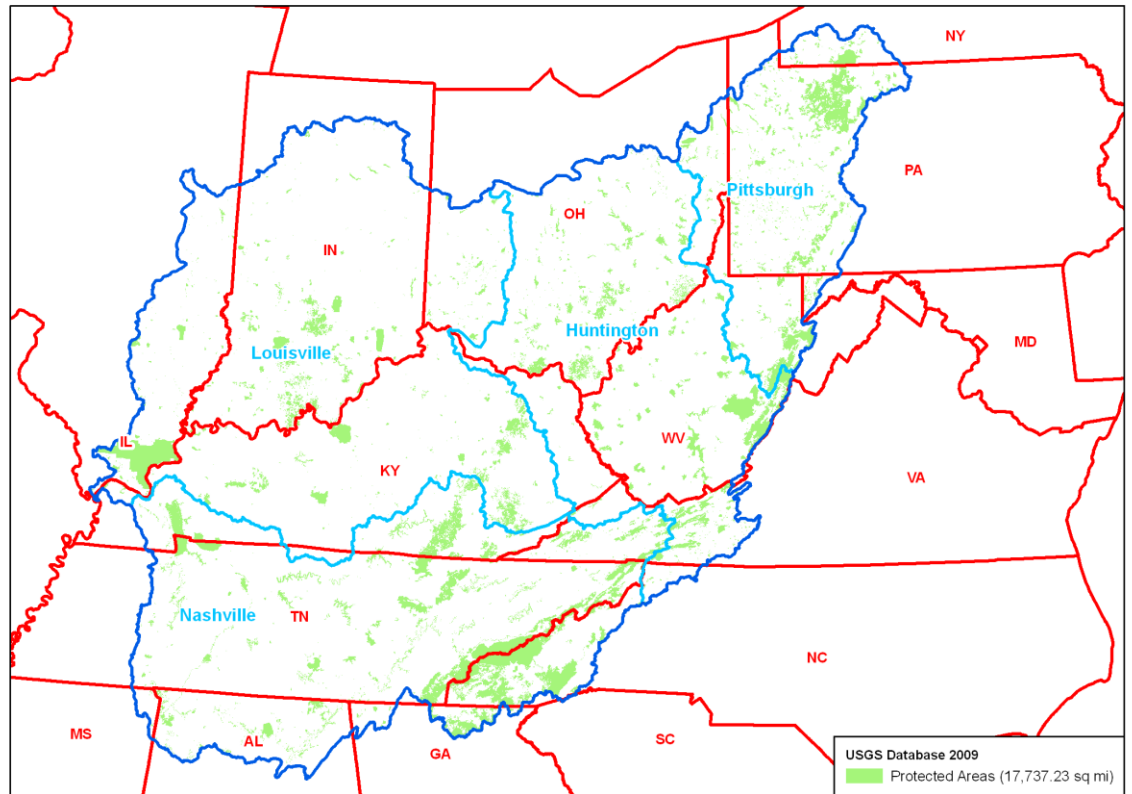 NY
PA
Pittsburgh
OH
IN
Huntington
MD
Louisville
IL
WV
KY
VA
Nashville
TN
NC
MS
AL
GA
SC
USGS Database 2009
Protected Areas (17,737.23 sq mi)